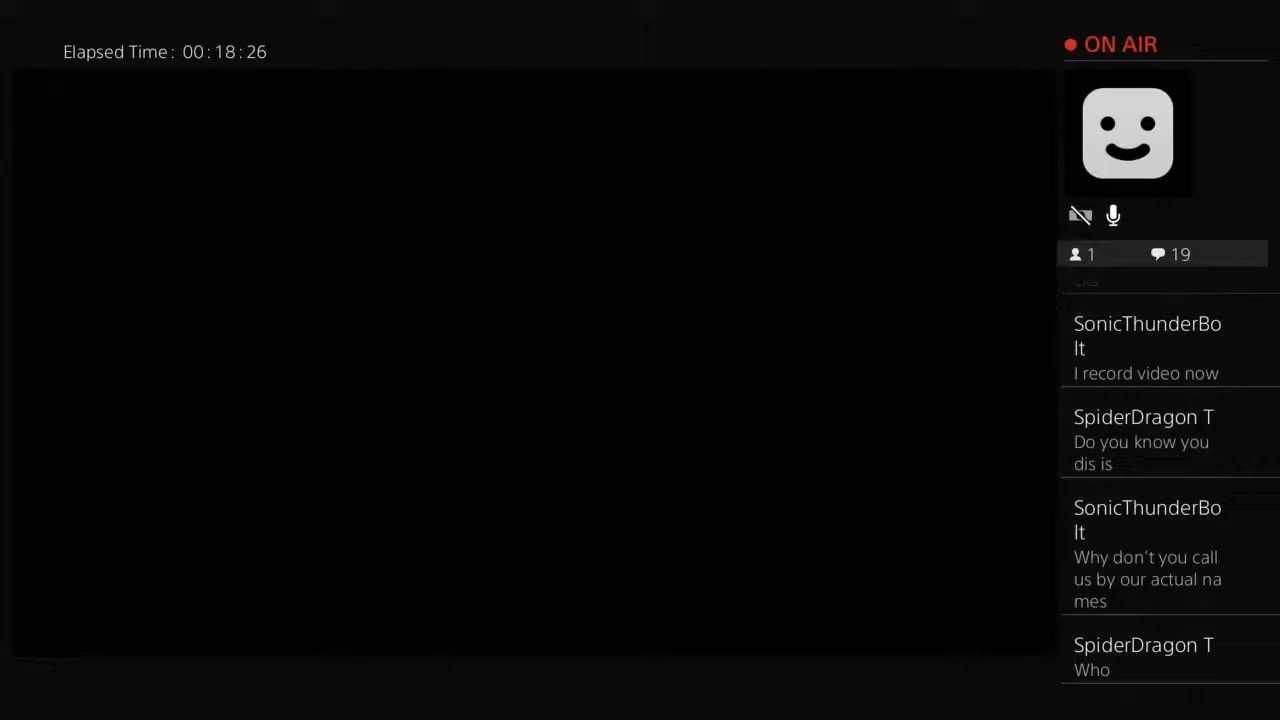 Elapsed Time: 00:18:26
ON AIR
1 19
SonicThunderBo
lt
I record video now
SpiderDragon T
Do you know you
dis is
SonicThunderBo
lt
Why don't you call
us by our actual na
mes
SpiderDragon T
Who